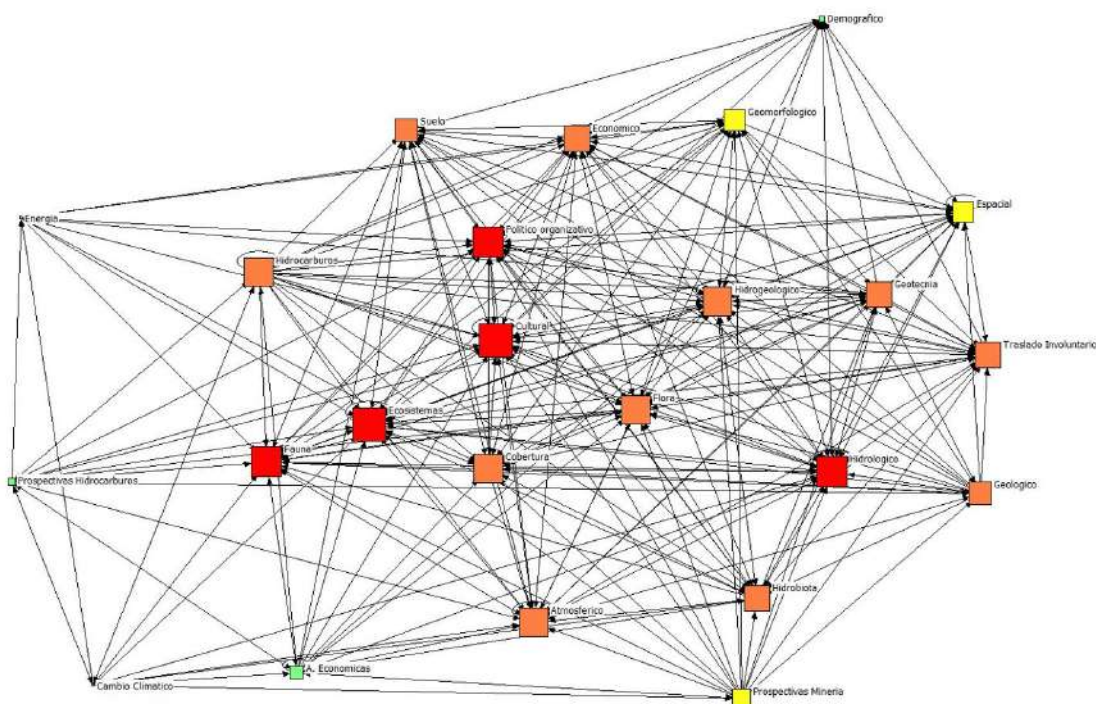 Demografico
Geomorfologico
Suelo
Economico
Espacial
Energia
Politico organizativo
Hidrocarburos
Geotecnia
Hidrogeologico
Cultural
Traslado Involuntario
Flora
Ecosistemas
Fauna
Cobertura
Hidrologico
Prospectivas Hidrocarburos
Geologico
Hidrobiota
Atmosferico
A. Economicas
Cambio Climatico
Prospectivas Mineria